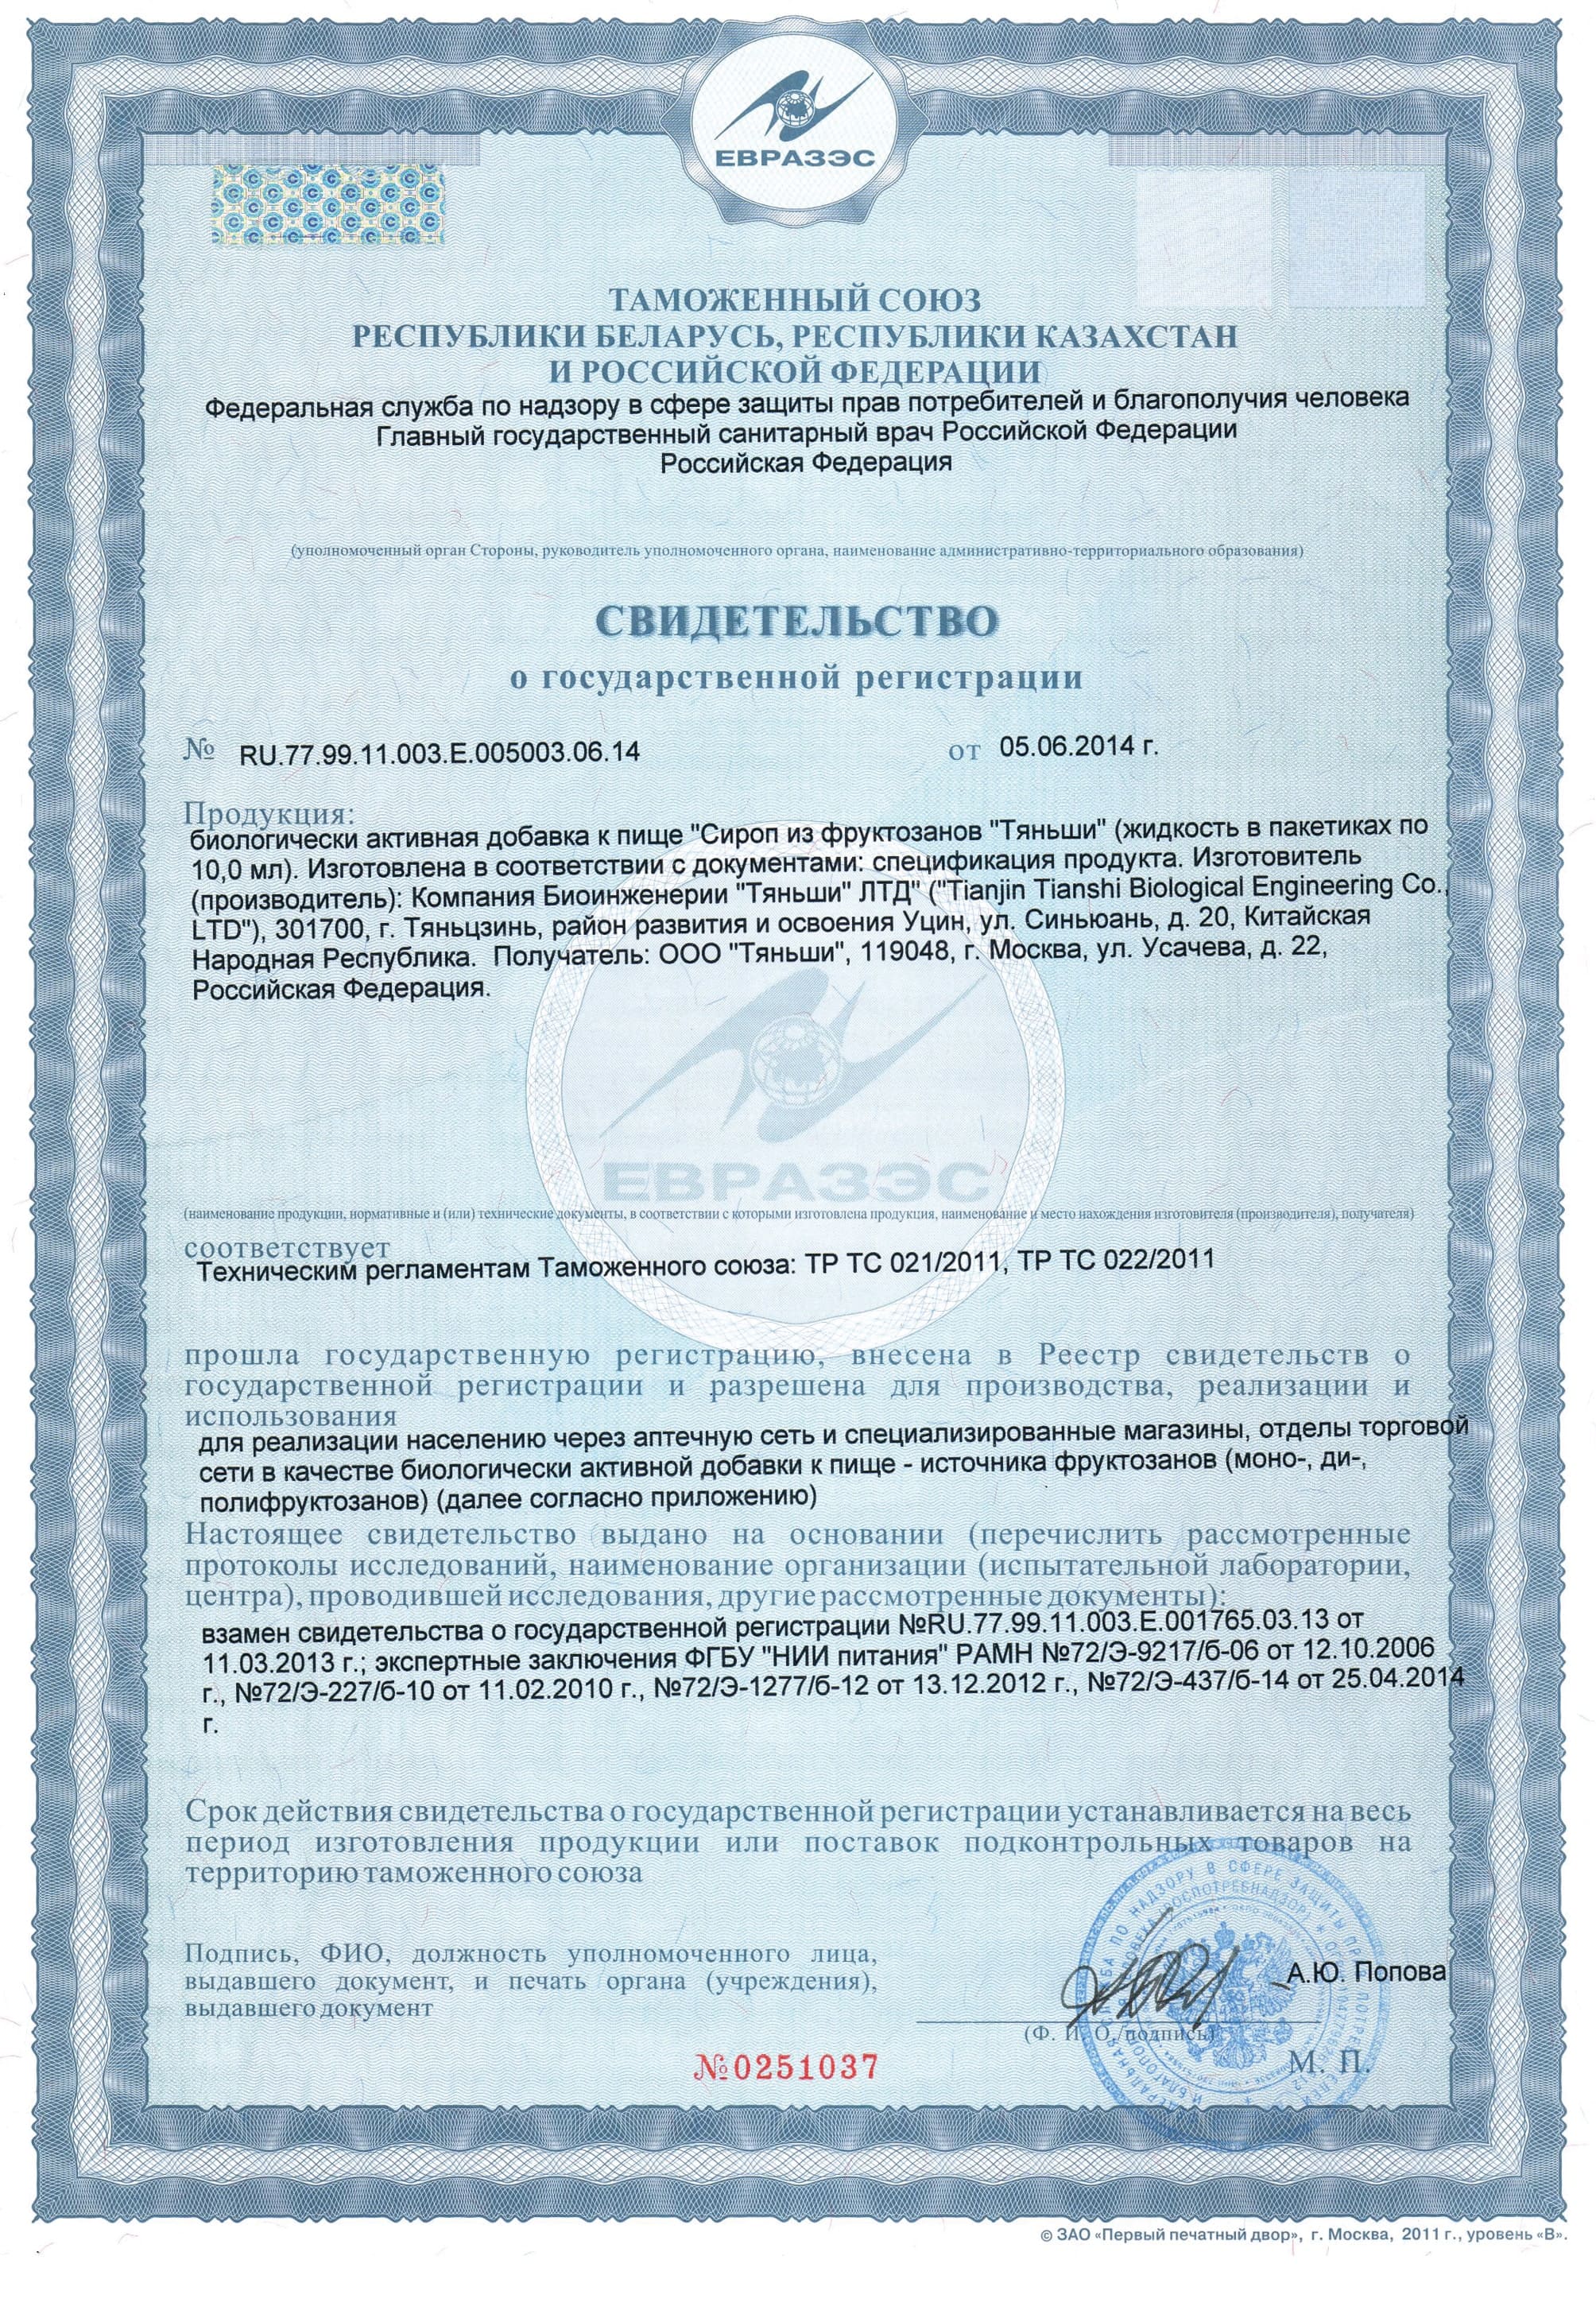 ЕВРАЗЭС
ТАМОЖЕННЫЙ СОЮЗ
РЕСПУБЛИКИ БЕЛАРУСЬ, РЕСПУБЛИКИ КАЗАХСТАН
И РОССИЙСКОЙ ФЕДЕРАЦИИ
Федеральная служба по надзору в сфере защиты прав потребителей и благополучия человека
Главный государственный санитарный врач Российской Федерации
Российская Федерация
(уполномоченный орган Стороны, руководитель уполномоченного органа, наименование административно-территориального образования)
СВИДЕТЕЛЬСТВО
о государственной регистрации
№ RU.77.99.11.003.Е.005003.06.14 от 05.06.2014 г.
Продукция:
биологически активная добавка к пище "Сироп из фруктозанов "Тяньши" (жидкость в пакетиках по
10,0 мл). Изготовлена в соответствии с документами: спецификация продукта. Изготовитель
(производитель): Компания Биоинженерии "Тяньши" ЛТД" ("Tianjin Tianshi Biological Engineering Co.,
LTD"), 301700, г. Тяньцзинь, район развития и освоения Уцин, ул. Синьюань, д. 20, Китайская
Народная Республика. Получатель: ООО "Тяньши", 119048, г. Москва, ул. Усачева, д. 22,
Российская Федерация.
ЕВРАЗЭС
(наименование продукции, нормативные и (или) технические документы, в соответствии с которыми изготовлена продукция, наименование и место нахождения изготовителя (производителя), получателя)
соответствует
Техническим регламентам Таможенного союза: ТР ТС 021/2011, ТР ТС 022/2011
прошла государственную регистрацию, внесена в Реестр свидетельств о
государственной регистрации и разрешена для производства, реализации и
использования
для реализации населению через аптечную сеть и специализированные магазины, отделы торговой
сети в качестве биологически активной добавки к пище - источника фруктозанов (моно-, ди-,
полифруктозанов) (далее согласно приложению)
Настоящее свидетельство выдано на основании (перечислить рассмотренные
протоколы исследований, наименование организации (испытательной лаборатории,
центра), проводившей исследования, другие рассмотренные документы):
взамен свидетельства о государственной регистрации №RU.77.99.11.003.Е.001765.03.13 от
11.03.2013 г.; экспертные заключения ФГБУ "НИИ питания" РАМН №72/Э-9217/б-06 от 12.10.2006
г., №72/Э-227/б-10 от 11.02.2010 г., №72/Э-1277/б-12 от 13.12.2012 г., №72/Э-437/б-14 от 25.04.2014
г.
Срок действия свидетельства о государственной регистрации устанавливается на весь
период изготовления продукции или поставок подконтрольных товаров на
территорию таможенного союза
Подпись, ФИО, должность уполномоченного лица,
выдавшего документ, и печать органа (учреждения),
выдавшего документ
А.Ю. Попова
(Ф. И. О./подпись)
М. П.
№0251037
© ЗАО «Первый печатный двор», г. Москва, 2011 г., уровень «В».